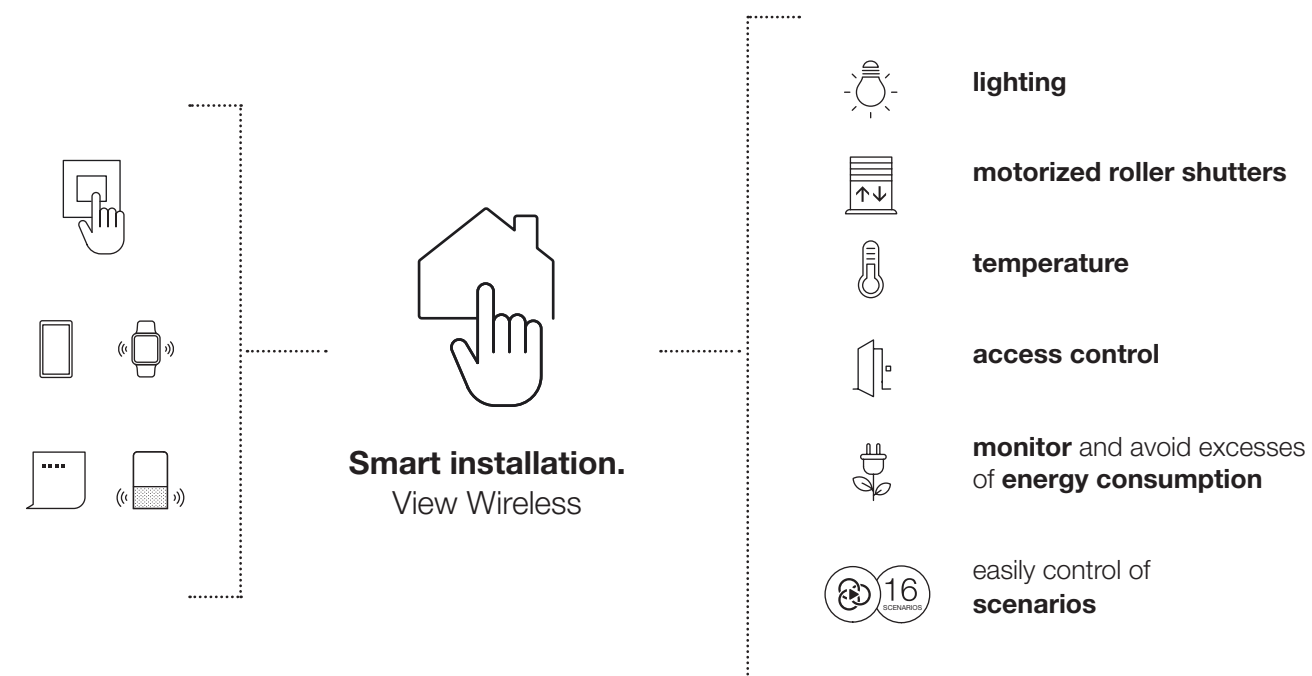 Smart installation.
View Wireless
lighting
motorized roller shutters
temperature
access control
monitor and avoid excesses
of energy consumption
16
SCENARIOS
easily control of
scenarios